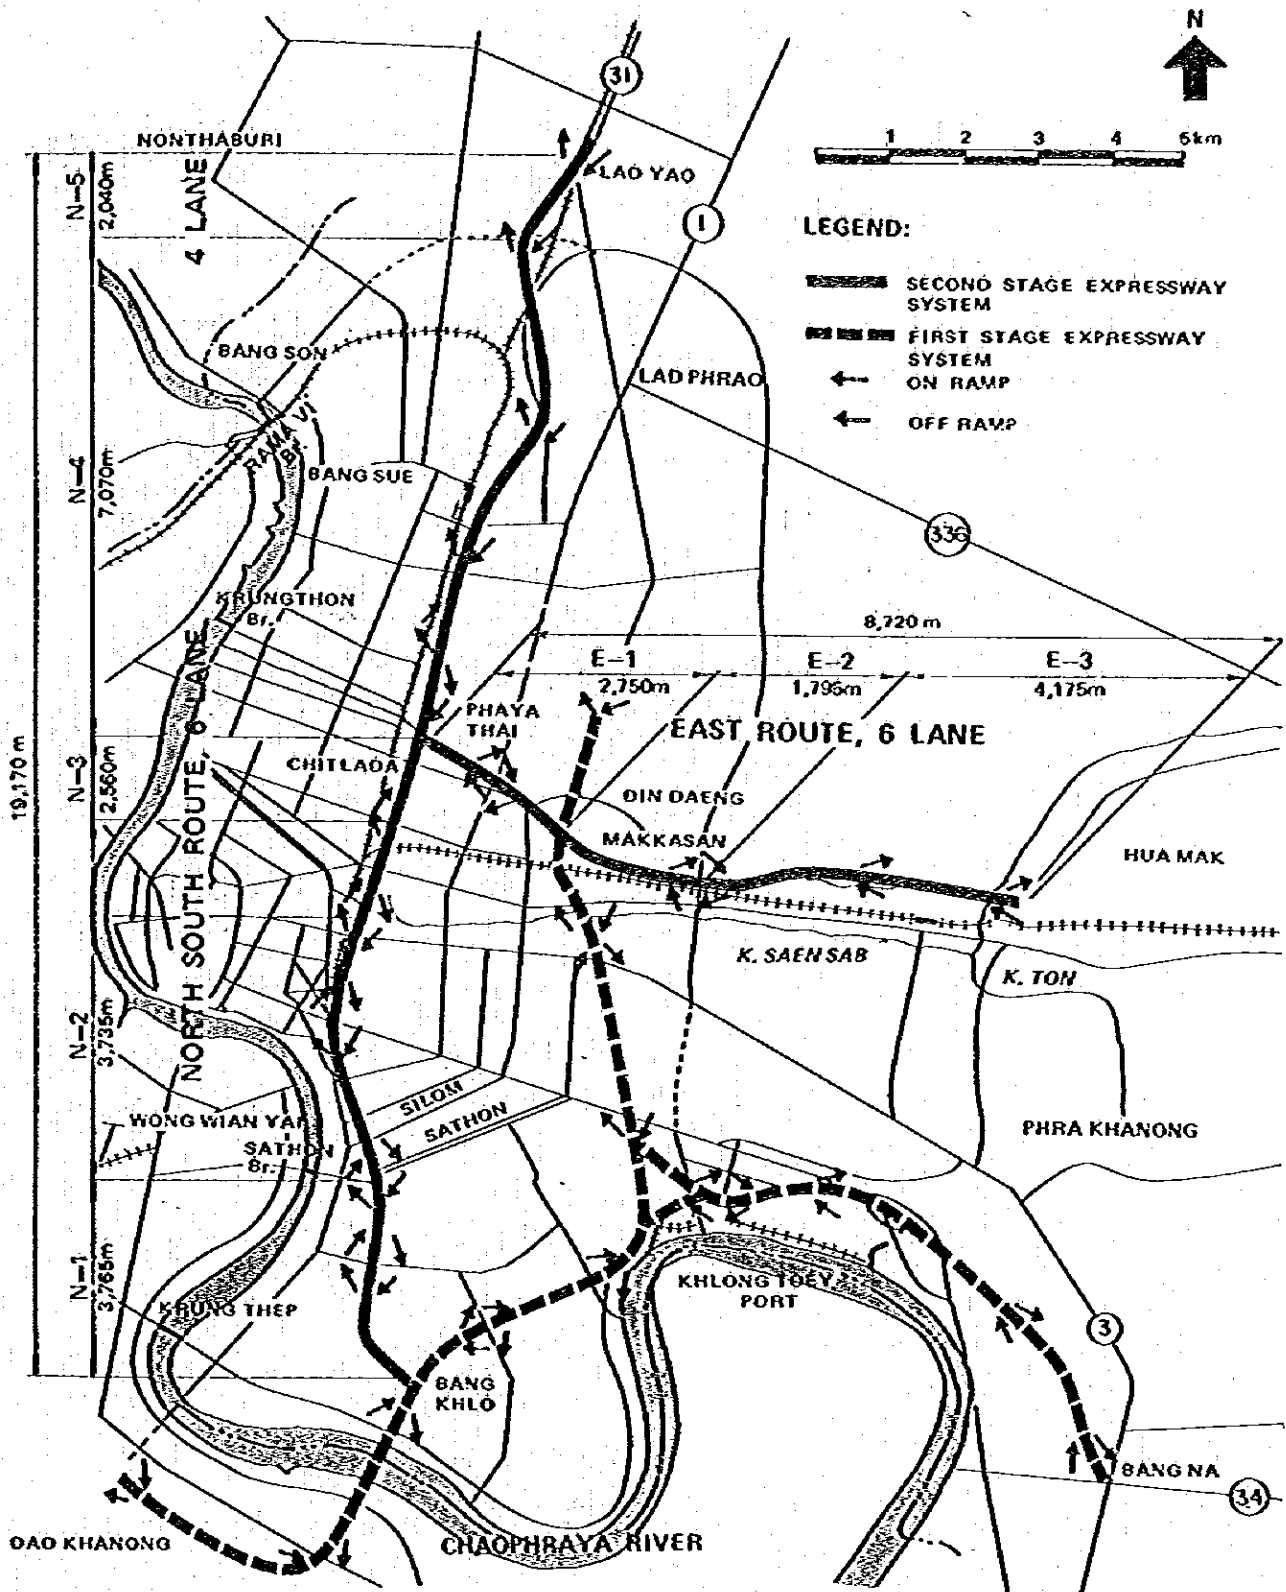 N
31
1 2 3 4 5km
NONTHABURI
LAO YAO
N-5
2,040m
4 LANE
1
LEGEND:
SECOND STAGE EXPRESSWAY
SYSTEM
FIRST STAGE EXPRESSWAY
SYSTEM
ON RAMP
OFF RAMP
BANG SON
LAD PHRAO
RAMA VI
Br.
BANG SUE
N-4
7,070m
336
KRUNGTHON
Br.
8,720m
E-1
2,750m
E-2
1,795m
E-3
4,175m
PHAYA
THAI
EAST ROUTE, 6 LANE
19,170m
N-3
2,560m
NORTH SOUTH ROUTE, 6 LANE
CHITLADA
DIN DAENG
MAKKASAN
HUA MAK
K. SAEN SAB
K. TON
N-2
3,735m
SILOM
SATHON
WONG WIAN YAI
SATHON
Br.
PHRA KHANONG
N-1
3,765m
KRUNG THEP
KHLONG TOEY
PORT
3
BANG
KHLO
BANG NA
34
DAO KHANONG
CHAOPHRAYA RIVER